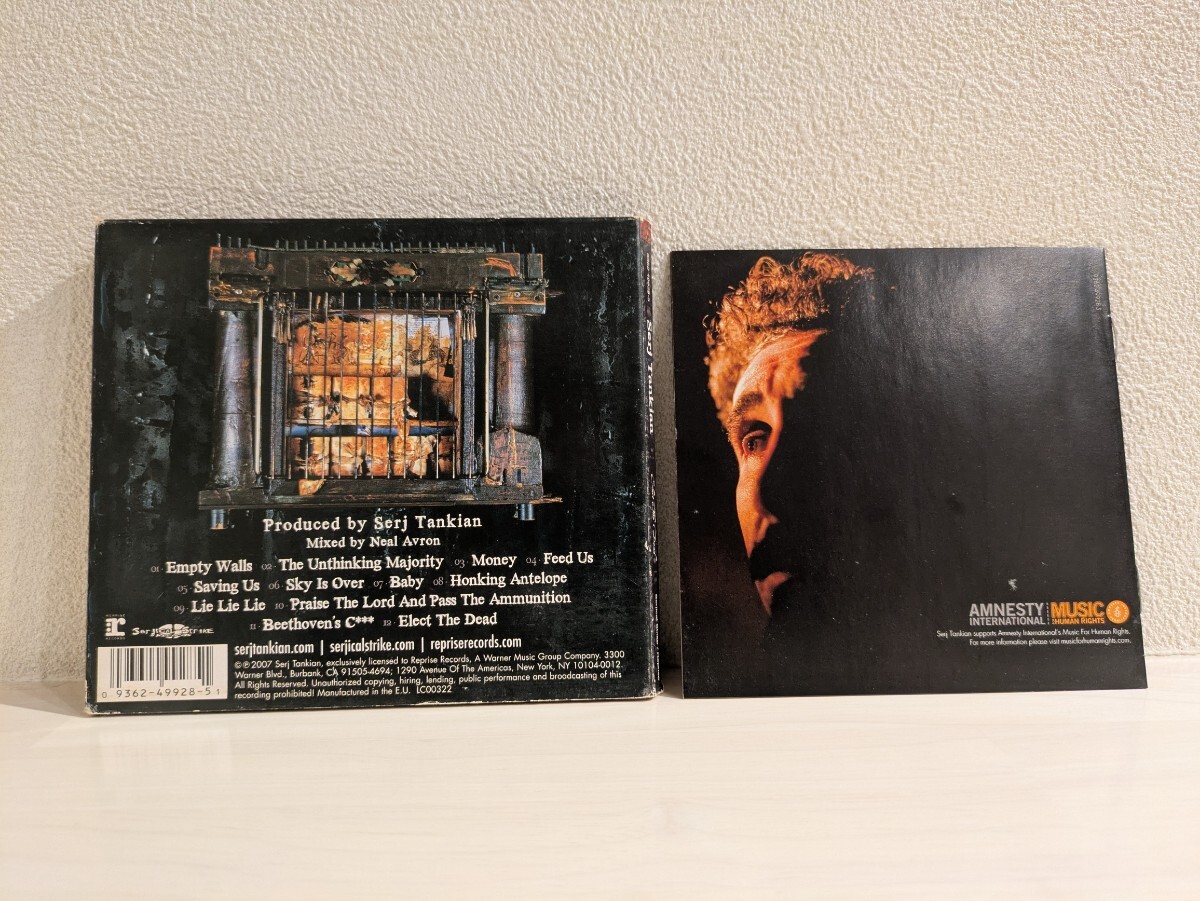 Produced by Serj Tankian
Mixed by Neal Avron
01 · Empty Walls 02 · The Unthinking Majority 03 · Money 04 · Feed Us
05 · Saving Us 06 · Sky Is Over 07 · Baby 08 · Honking Antelope
09 · Lie Lie Lie 10 · Praise The Lord And Pass The Ammunition
11 · Beethoven's C*** 12 · Elect The Dead
serjtankian.com | serjicalstrike.com | repriserecords.com
℗© 2007 Serj Tankian, exclusively licensed to Reprise Records, A Warner Music Group Company. 3300
Warner Blvd., Burbank, CA 91505-4694; 1290 Avenue Of The Americas, New York, NY 10104-0012.
All Rights Reserved. Unauthorized copying, hiring, lending, public performance and broadcasting of this
recording prohibited! Manufactured in the E.U. LC00322
0 9362-49928-5 1
Serj Tankian
AMNESTY
INTERNATIONAL
MUSIC
FOR HUMAN RIGHTS
Serj Tankian supports Amnesty International's Music For Human Rights.
For more information please visit musicforhumanrights.com.